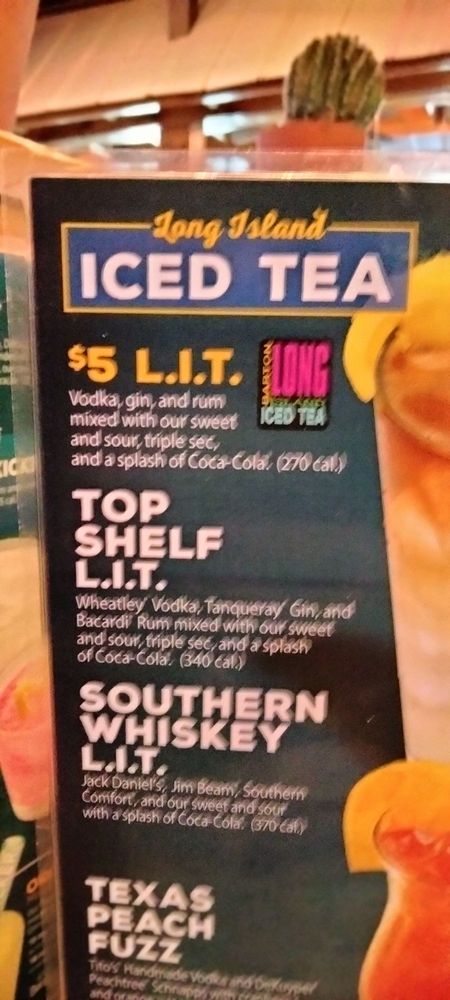 Long Island
ICED TEA
$5 L.I.T.
BARTON
LONG
ISLAND
ICED TEA
Vodka, gin, and rum
mixed with our sweet
and sour, triple sec,
and a splash of Coca-Cola. (270 cal.)
TOP
SHELF
L.I.T.
Wheatley Vodka, Tanqueray Gin, and
Bacardi Rum mixed with our sweet
and sour, triple sec, and a splash
of Coca-Cola. (340 cal.)
SOUTHERN
WHISKEY
L.I.T.
Jack Daniel's, Jim Beam, Southern
Comfort, and our sweet and sour
with a splash of Coca-Cola. (370 cal.)
TEXAS
PEACH
FUZZ
Tito's Handmade Vodka and DeKuyper
Peachtree Schnapps with